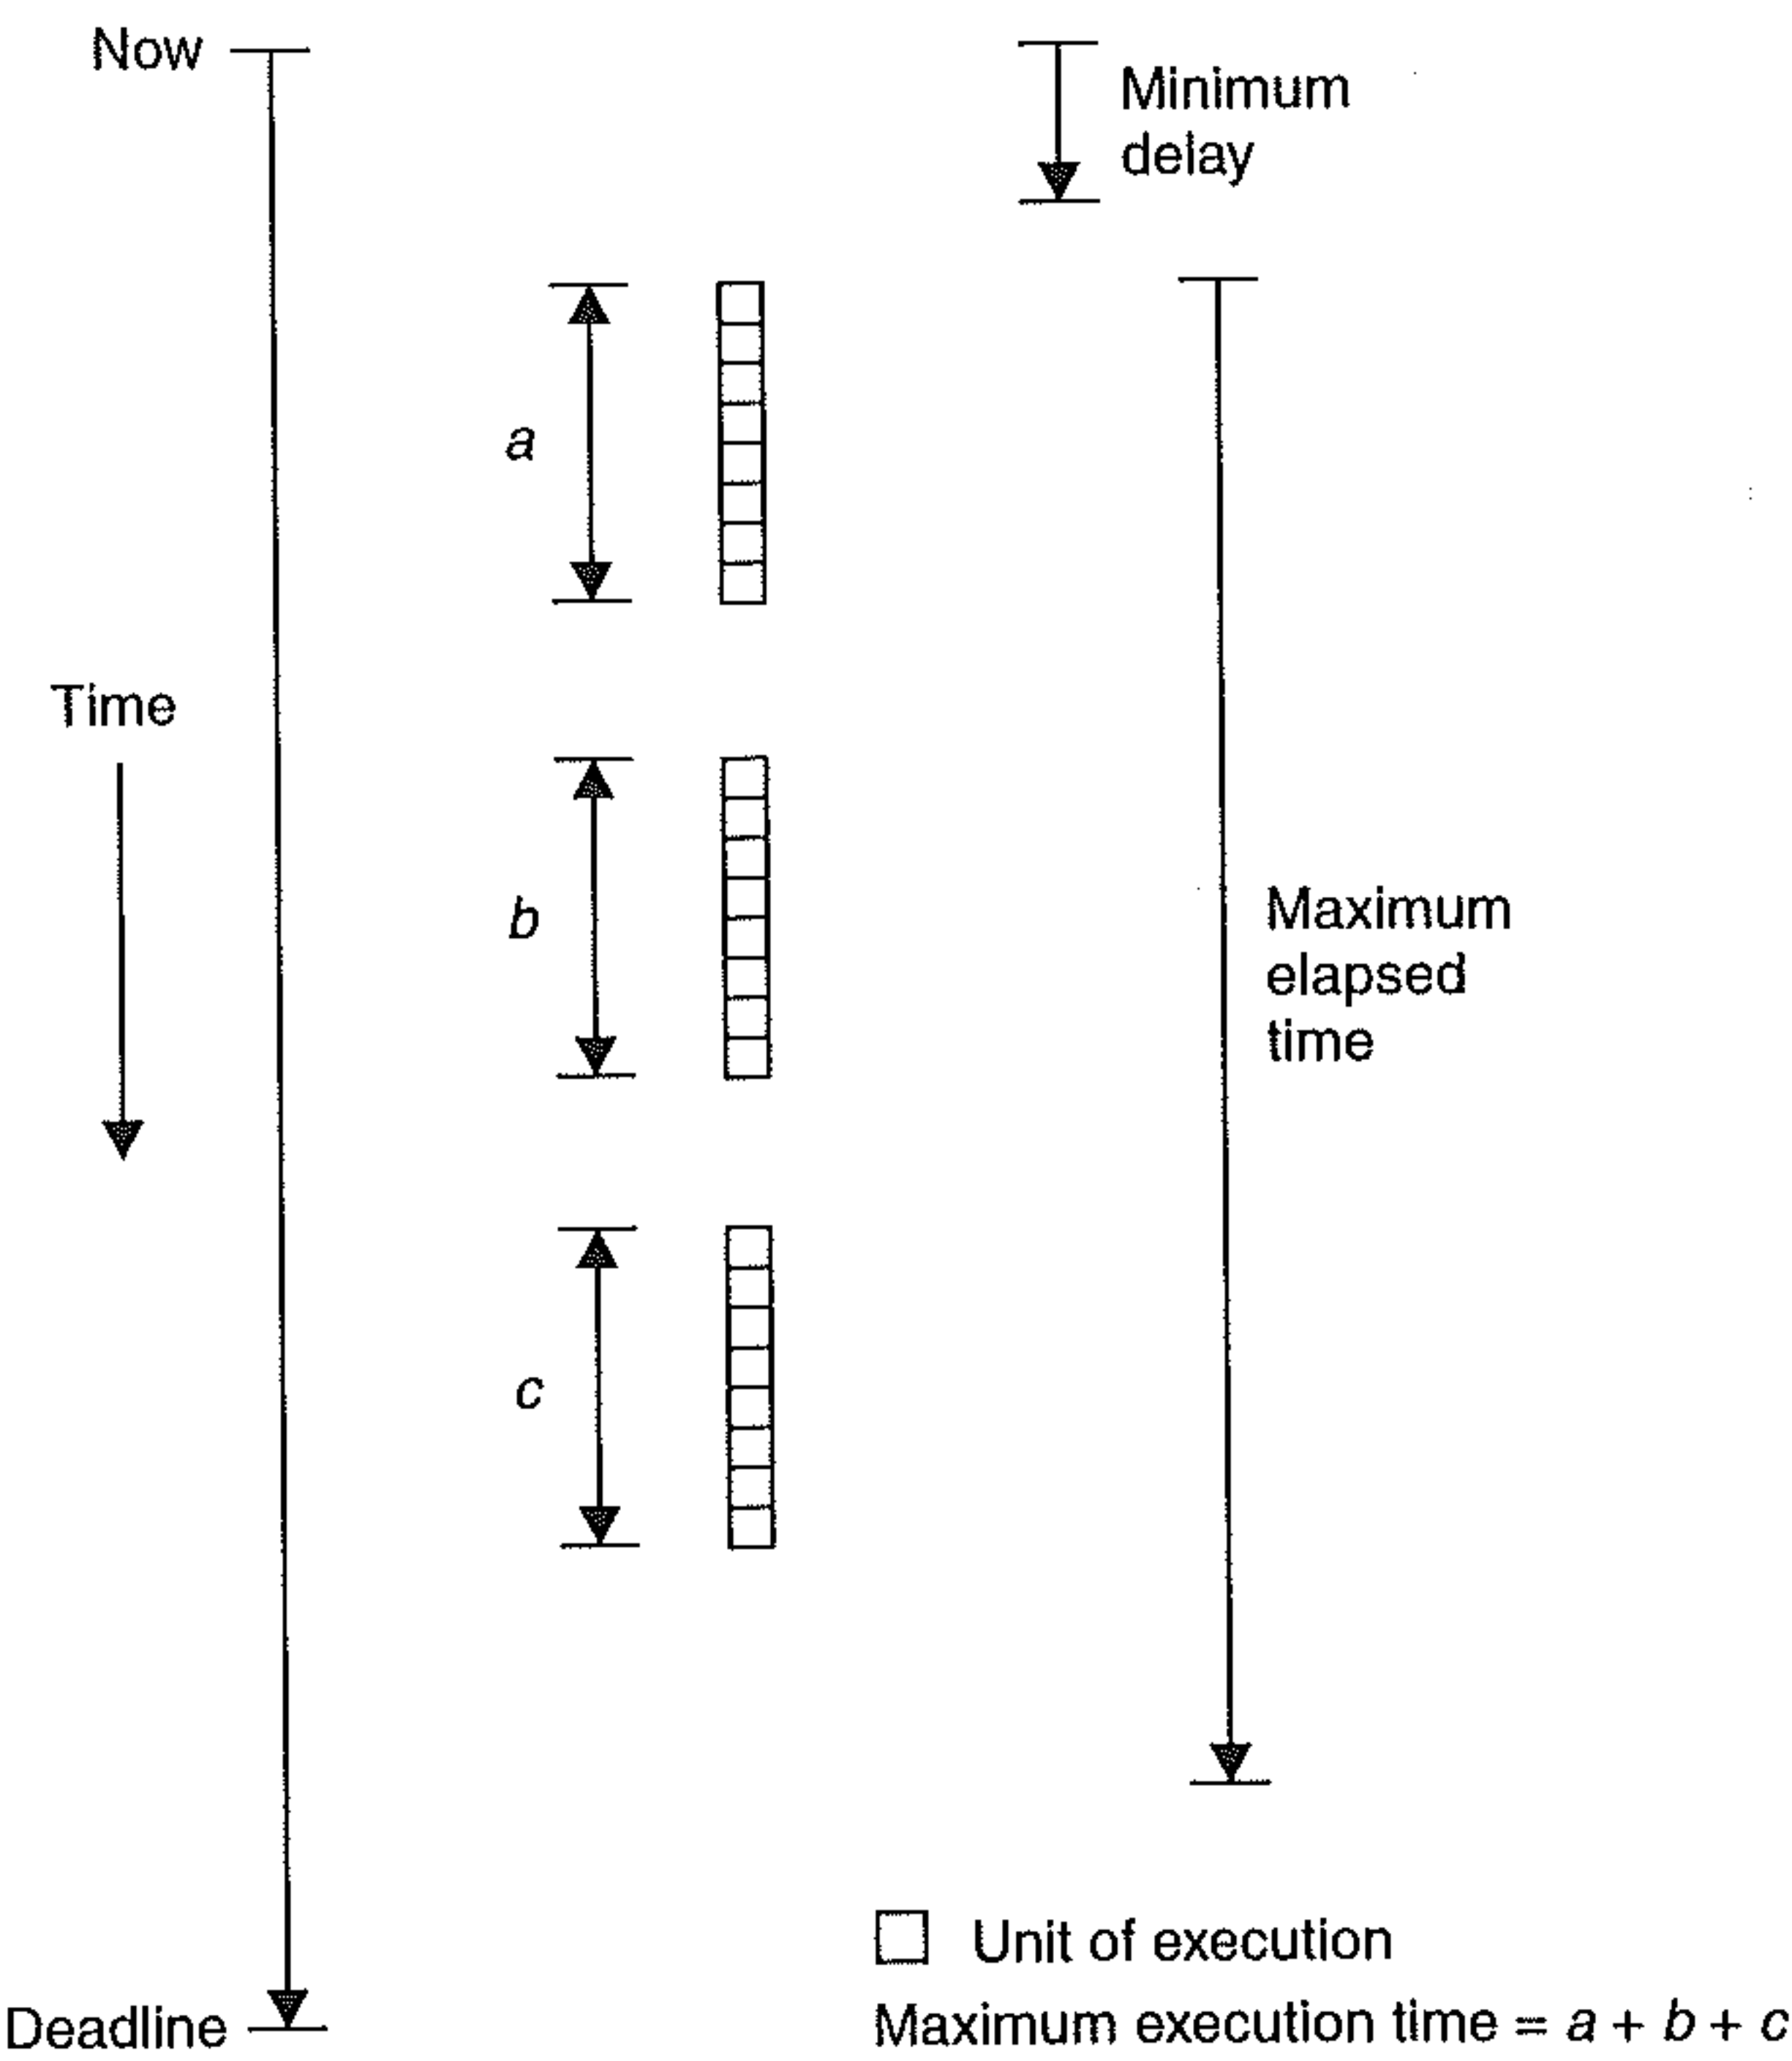 Now
Minimum
delay
a
Time
b
Maximum
elapsed
time
c
Unit of execution
Deadline
Maximum execution time = a + b + c